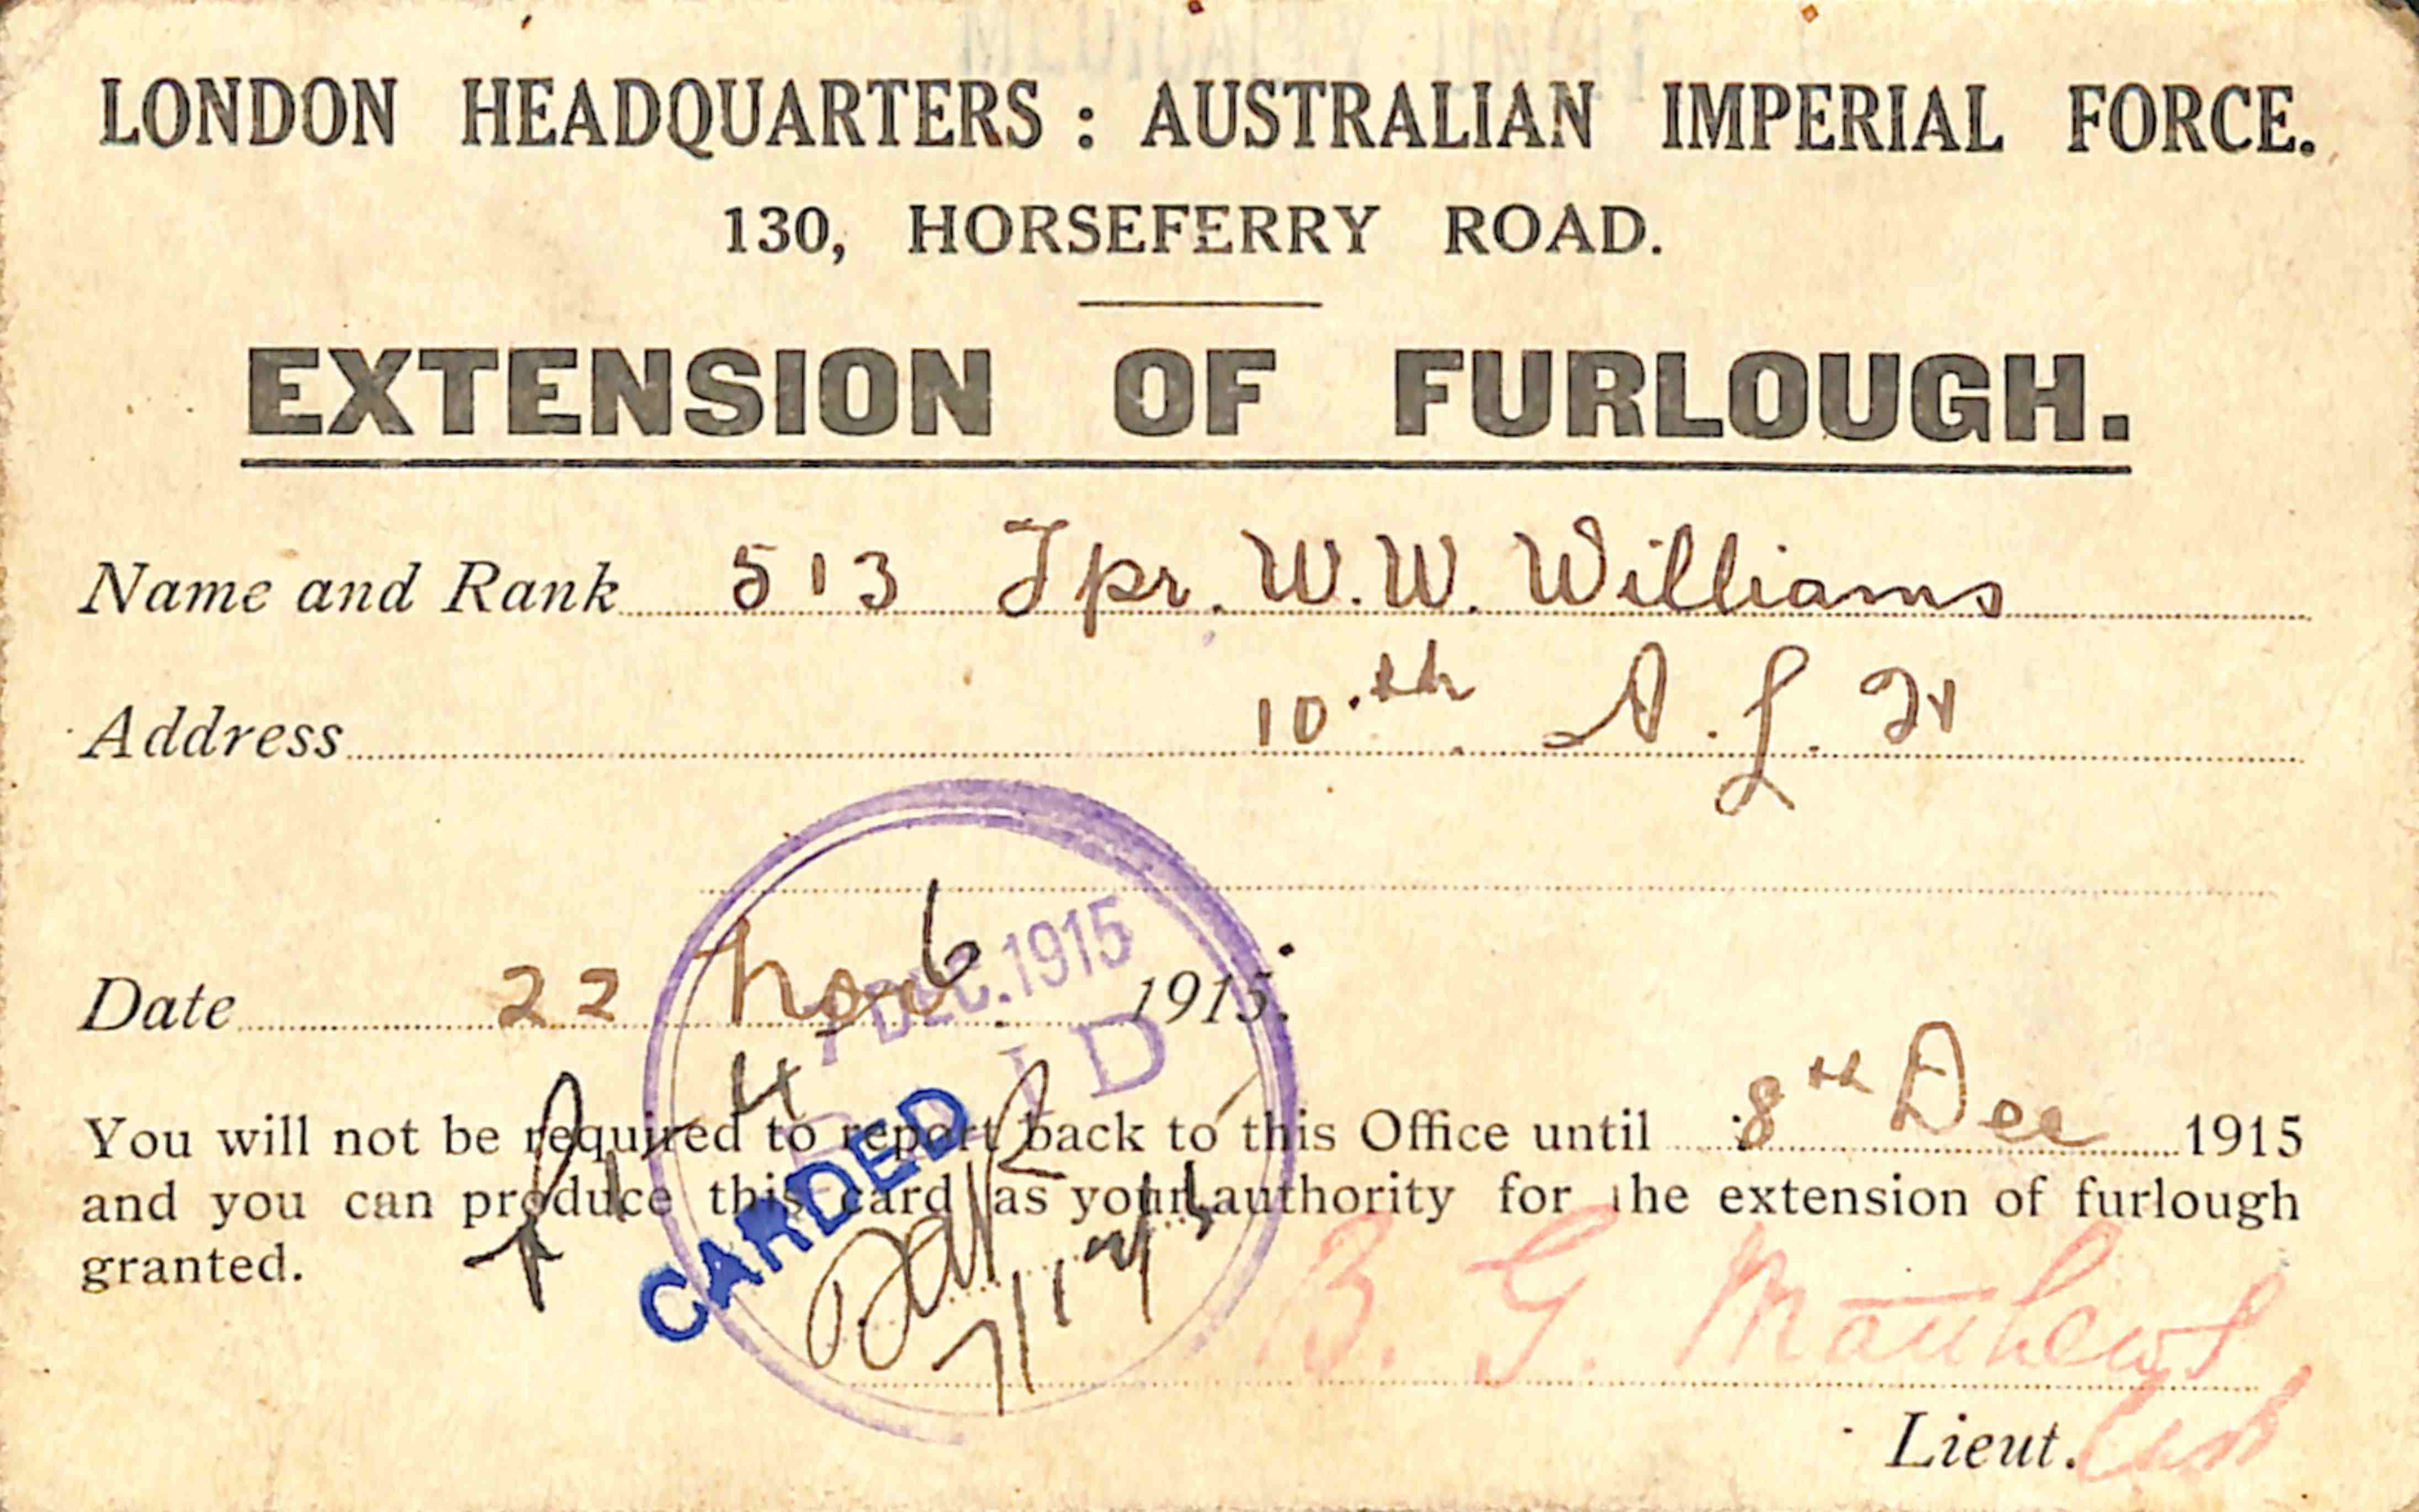 LONDON HEADQUARTERS : AUSTRALIAN IMPERIAL FORCE.
130, HORSEFERRY ROAD.
EXTENSION OF FURLOUGH.
Name and Rank 513 Tpr. W. W. Williams
Address 10.th A. L. H
Date 22 Nov 1915.
7 DEC. 1915
You will not be required to report back to this Office until 8th Dec 1915
and you can produce this card as your authority for the extension of furlough
granted.
CARDED
B. G. Matthews
Lieut.